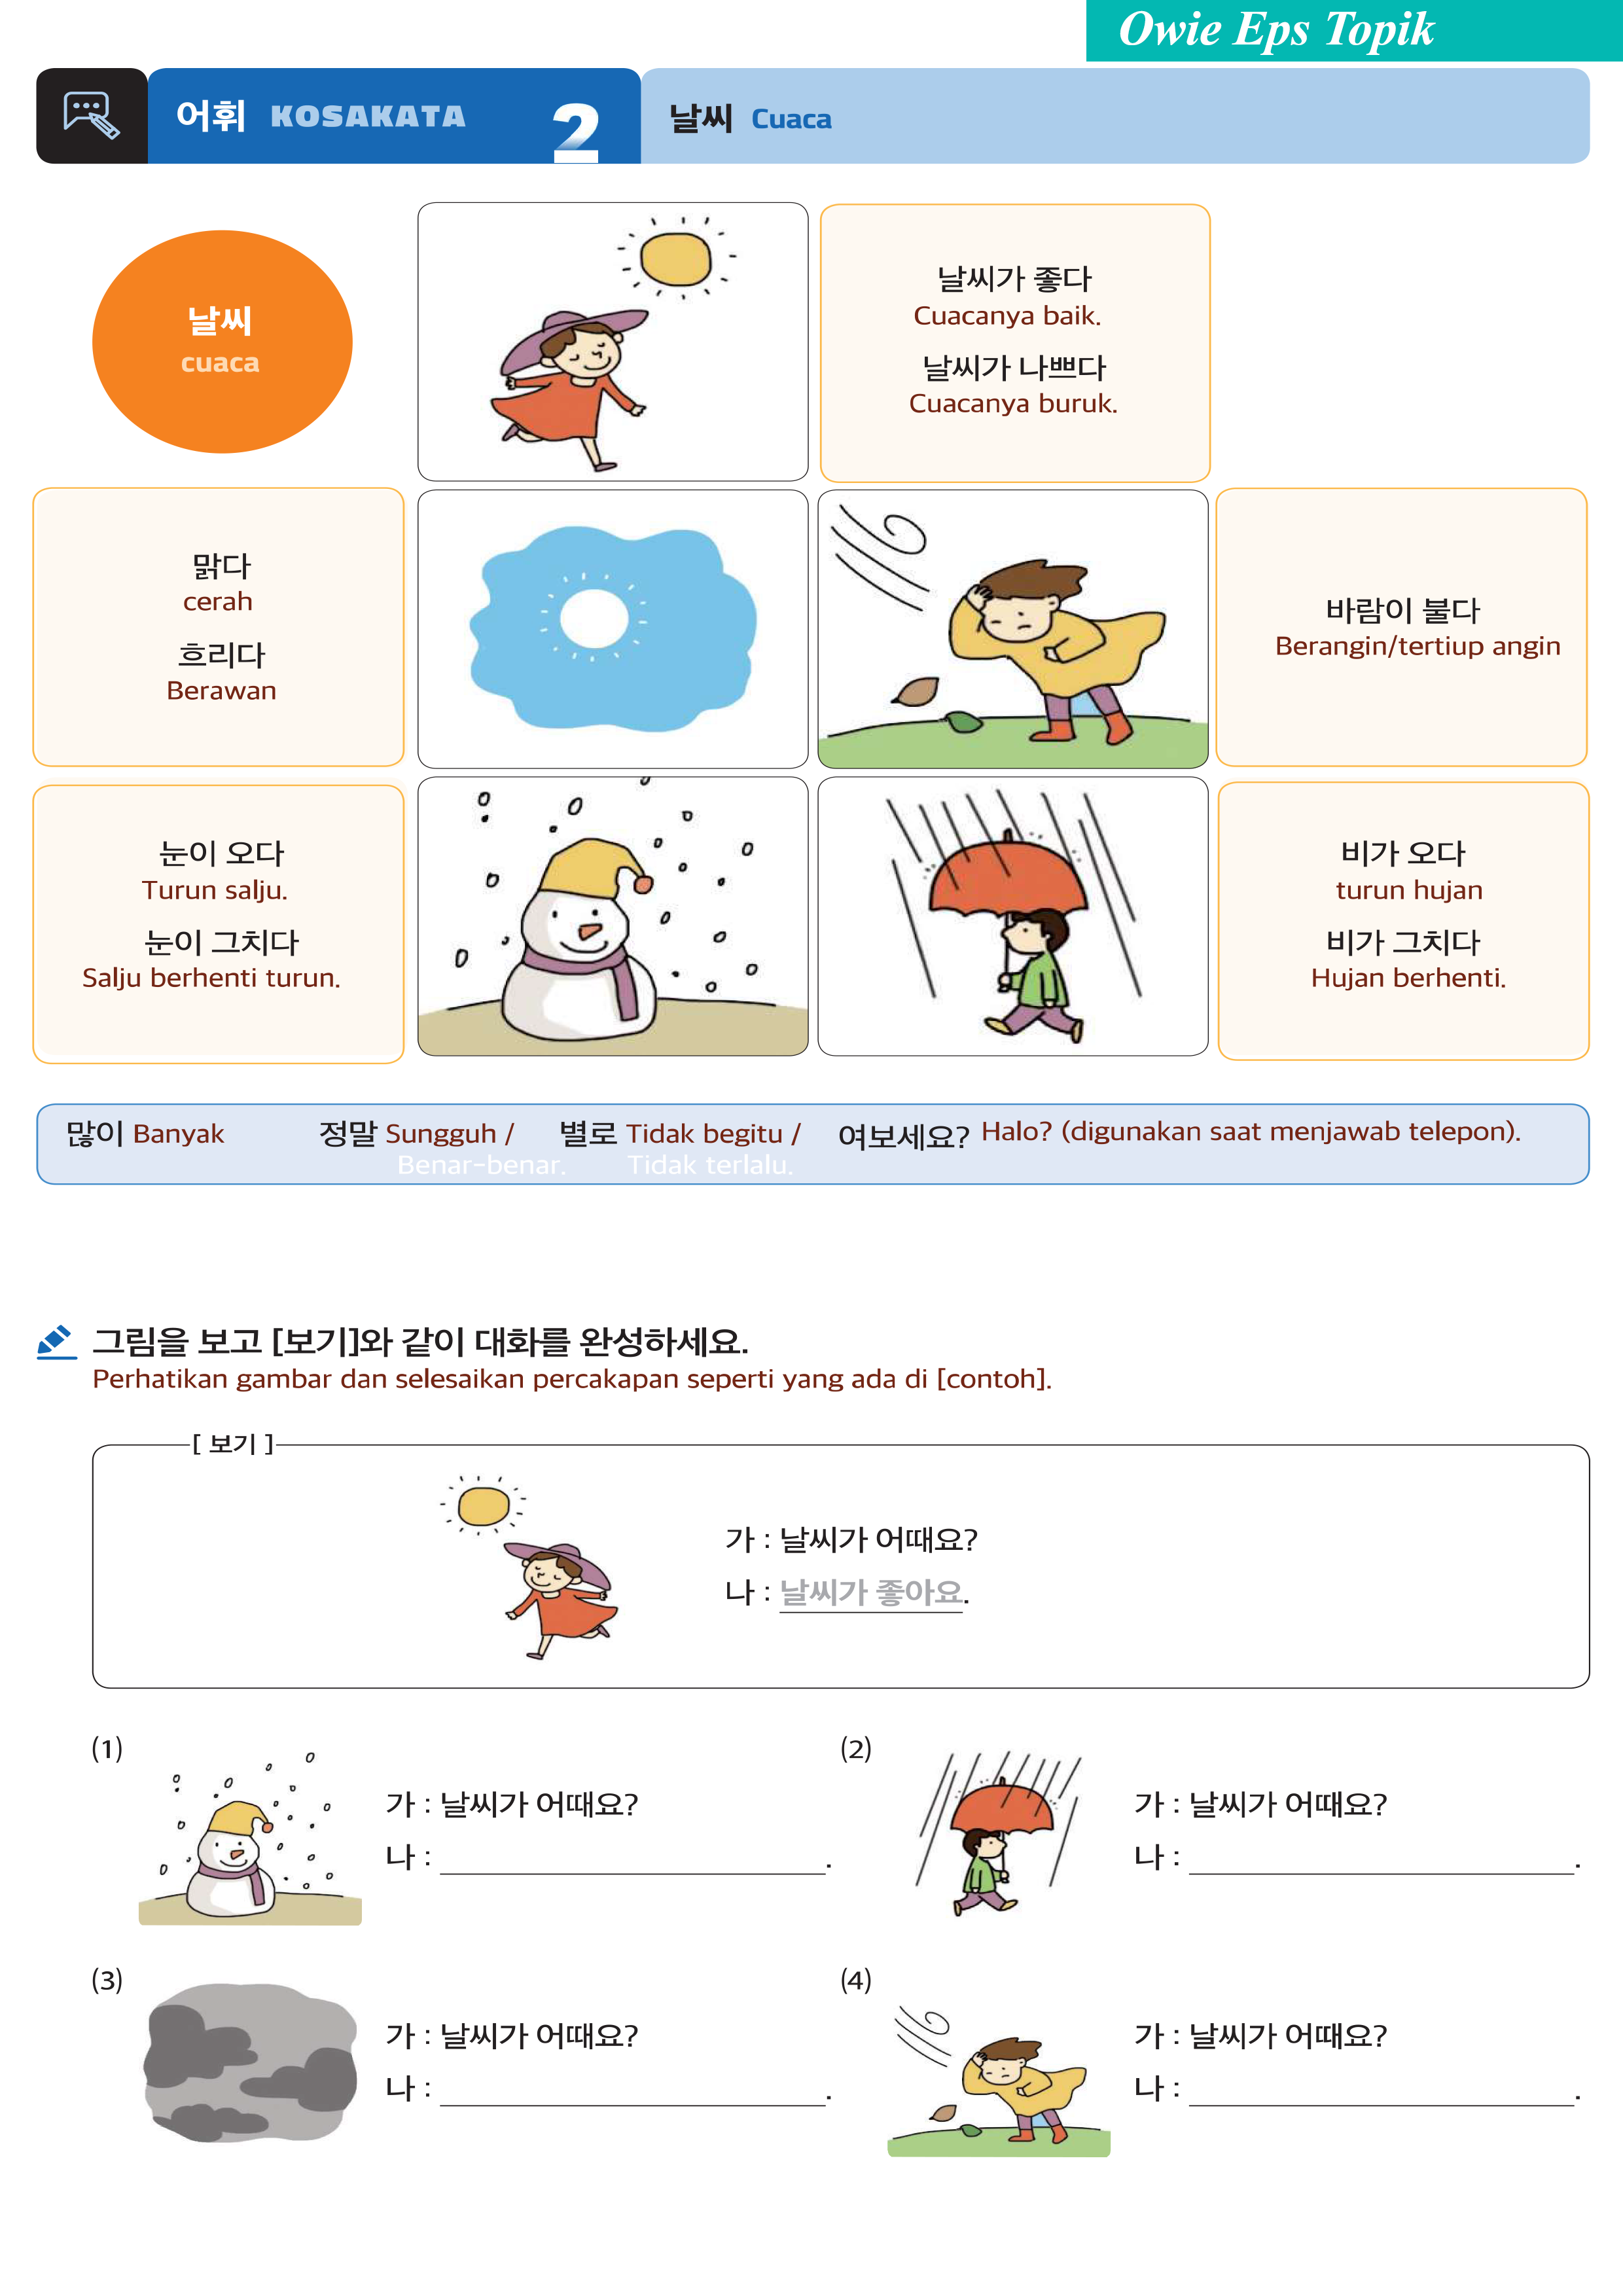 Owie Eps Topik
어휘 KOSAKATA 2 날씨 Cuaca
날씨
cuaca
날씨가 좋다
Cuacanya baik.
날씨가 나쁘다
Cuacanya buruk.
맑다
cerah
흐리다
Berawan
바람이 불다
Berangin/tertiup angin
눈이 오다
Turun salju.
눈이 그치다
Salju berhenti turun.
비가 오다
turun hujan
비가 그치다
Hujan berhenti.
많이 Banyak 정말 Sungguh / 별로 Tidak begitu / 여보세요? Halo? (digunakan saat menjawab telepon).
Benar-benar. Tidak terlalu.
그림을 보고 [보기]와 같이 대화를 완성하세요.
Perhatikan gambar dan selesaikan percakapan seperti yang ada di [contoh].
[ 보기 ]
가 : 날씨가 어때요?
나 : 날씨가 좋아요.
(1)
가 : 날씨가 어때요?
나 : .
(2)
가 : 날씨가 어때요?
나 : .
(3)
가 : 날씨가 어때요?
나 : .
(4)
가 : 날씨가 어때요?
나 : .